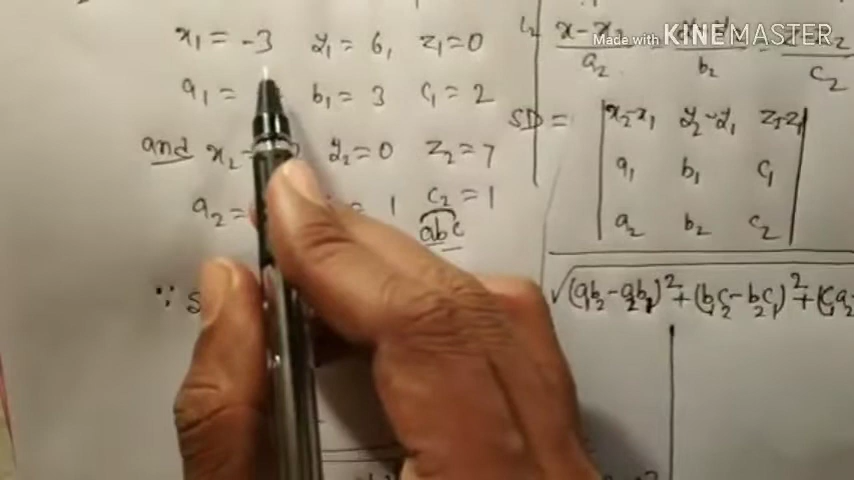 x₁ = -3 y₁ = 6, z₁ = 0
a₁ = b₁ = 3 c₁ = 2
and x₂ y₂ = 0 z₂ = 7
a₂ = = 1 c₂ = 1
abc
∵ S
L₂ x-x₂/a₂ b₂ c₂
Made with KINEMASTER
SD =
x₂-x₁ y₂-y₁ z₂-z₁
a₁ b₁ c₁
a₂ b₂ c₂
√(a₁b₂-a₂b₁)²+(b₁c₂-b₂c₁)²+(c₁a₂